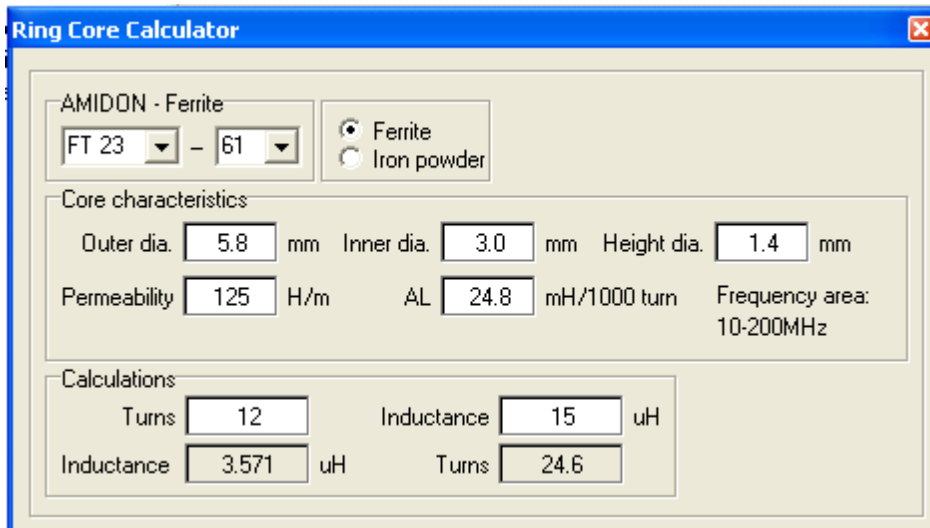 Ring Core Calculator
AMIDON - Ferrite
FT 23 – 61
Ferrite
Iron powder
Core characteristics
Outer dia. 5.8 mm Inner dia. 3.0 mm Height dia. 1.4 mm
Permeability 125 H/m AL 24.8 mH/1000 turn Frequency area:
10-200MHz
Calculations
Turns 12 Inductance 15 uH
Inductance 3.571 uH Turns 24.6